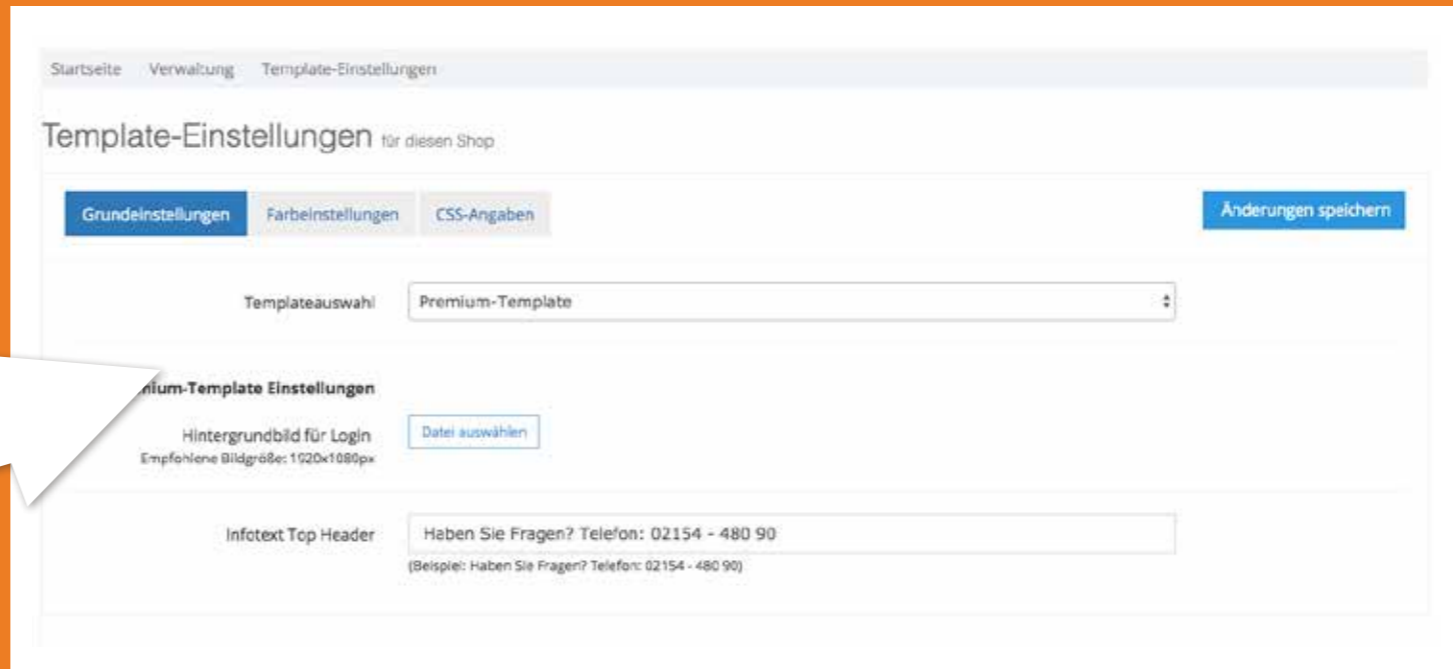 Startseite Verwaltung Template-Einstellungen
Template-Einstellungen für diesen Shop
Grundeinstellungen Farbeinstellungen CSS-Angaben Änderungen speichern
Templateauswahl Premium-Template
mium-Template Einstellungen
Hintergrundbild für Login Datei auswählen
Empfohlene Bildgröße: 1920x1080px
Infotext Top Header Haben Sie Fragen? Telefon: 02154 - 480 90
(Beispiel: Haben Sie Fragen? Telefon: 02154 - 480 90)